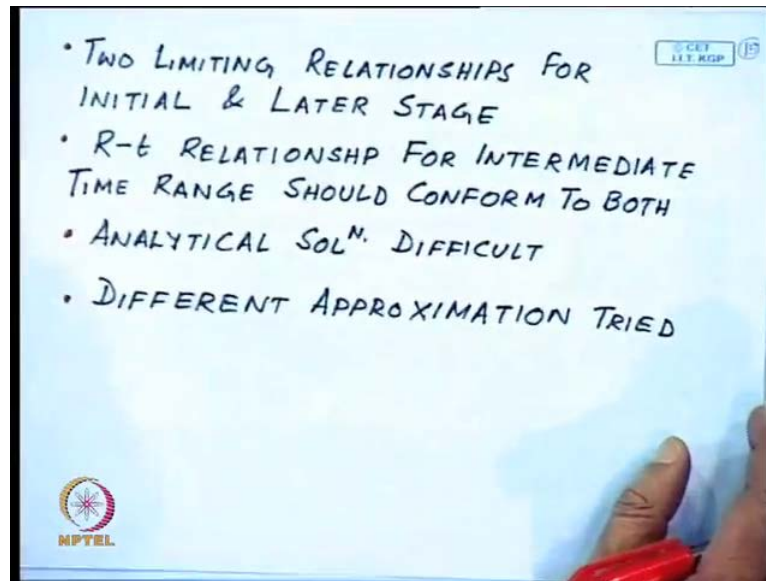 • TWO LIMITING RELATIONSHIPS FOR
INITIAL & LATER STAGE
• R-t RELATIONSHP FOR INTERMEDIATE
TIME RANGE SHOULD CONFORM TO BOTH
• ANALYTICAL SOLN. DIFFICULT
• DIFFERENT APPROXIMATION TRIED
© CET
I.I.T. KGP
NPTEL